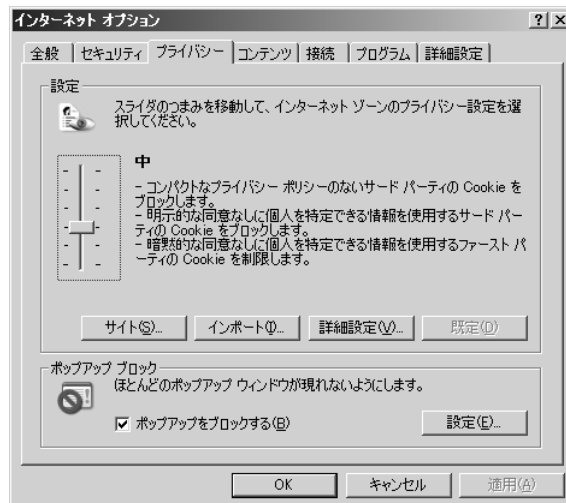 インターネット オプション
全般
セキュリティ
プライバシー
コンテンツ
接続
プログラム
詳細設定
設定
スライダのつまみを移動して、インターネット ゾーンのプライバシー設定を選
択してください。
中
- コンパクトなプライバシー ポリシーのないサード パーティの Cookie を
ブロックします。
- 明示的な同意なしに個人を特定できる情報を使用するサード パー
ティの Cookie をブロックします。
- 暗黙的な同意なしに個人を特定できる情報を使用するファースト パ
ーティの Cookie を制限します。
サイト(S)...
インポート(I)...
詳細設定(V)...
既定(D)
ポップアップ ブロック
ほとんどのポップアップ ウィンドウが現れないようにします。
ポップアップをブロックする(B)
設定(E)...
OK
キャンセル
適用(A)